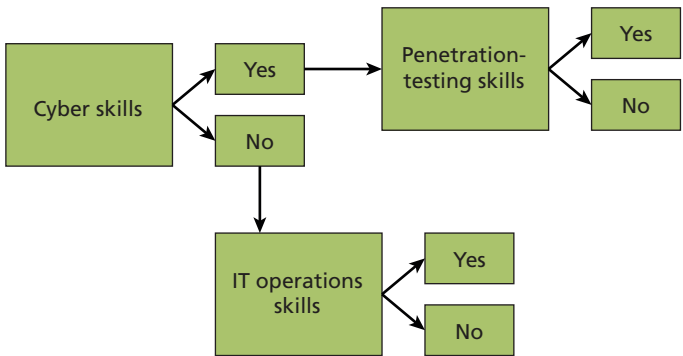 Cyber skills
Yes
No
Penetration-
testing skills
Yes
No
IT operations
skills
Yes
No